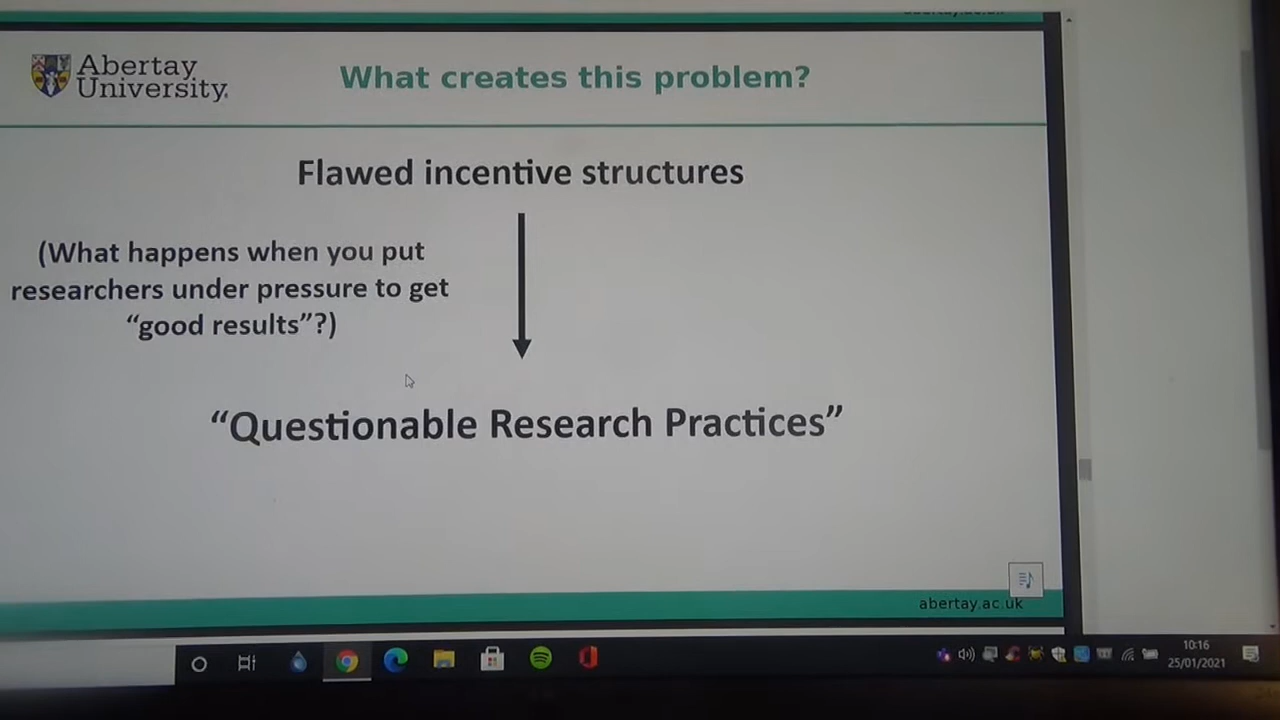 Abertay
University.
What creates this problem?
Flawed incentive structures
(What happens when you put
researchers under pressure to get
“good results”?)
“Questionable Research Practices”
abertay.ac.uk
10:16
25/01/2021